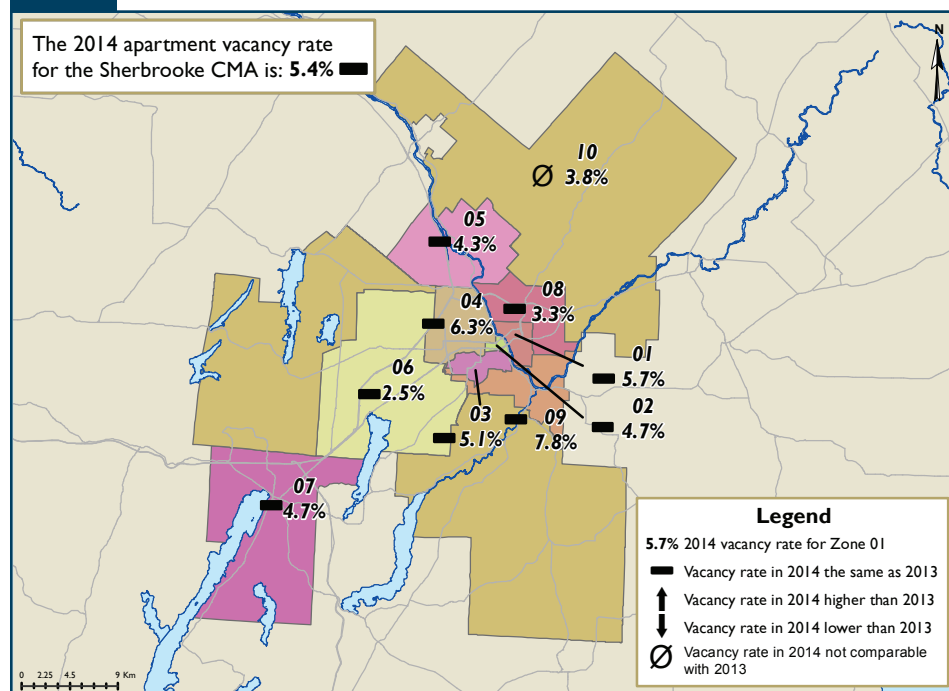 The 2014 apartment vacancy rate
for the Sherbrooke CMA is: 5.4%
N
10
3.8%
05
4.3%
08
3.3%
04
6.3%
01
5.7%
06
2.5%
02
4.7%
03
5.1%
09
7.8%
07
4.7%
Legend
5.7% 2014 vacancy rate for Zone 01
Vacancy rate in 2014 the same as 2013
Vacancy rate in 2014 higher than 2013
Vacancy rate in 2014 lower than 2013
Vacancy rate in 2014 not comparable
with 2013
0 2.25 4.5 9 Km